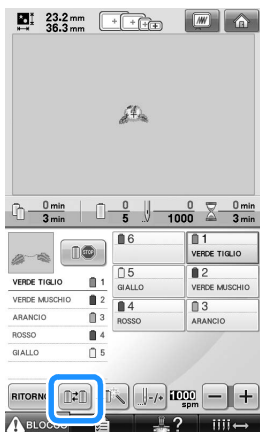 23.2 mm
36.3 mm
0 min
3 min
0
5
0
1000
0 min
3 min
STOP
6
1
VERDE TIGLIO
VERDE TIGLIO 1
5
GIALLO
2
VERDE MUSCHIO
VERDE MUSCHIO 2
ARANCIO 3
4
ROSSO
3
ARANCIO
ROSSO 4
GIALLO 5
RITORNO
-/+
1000
spm
- +
BLOCCO
?